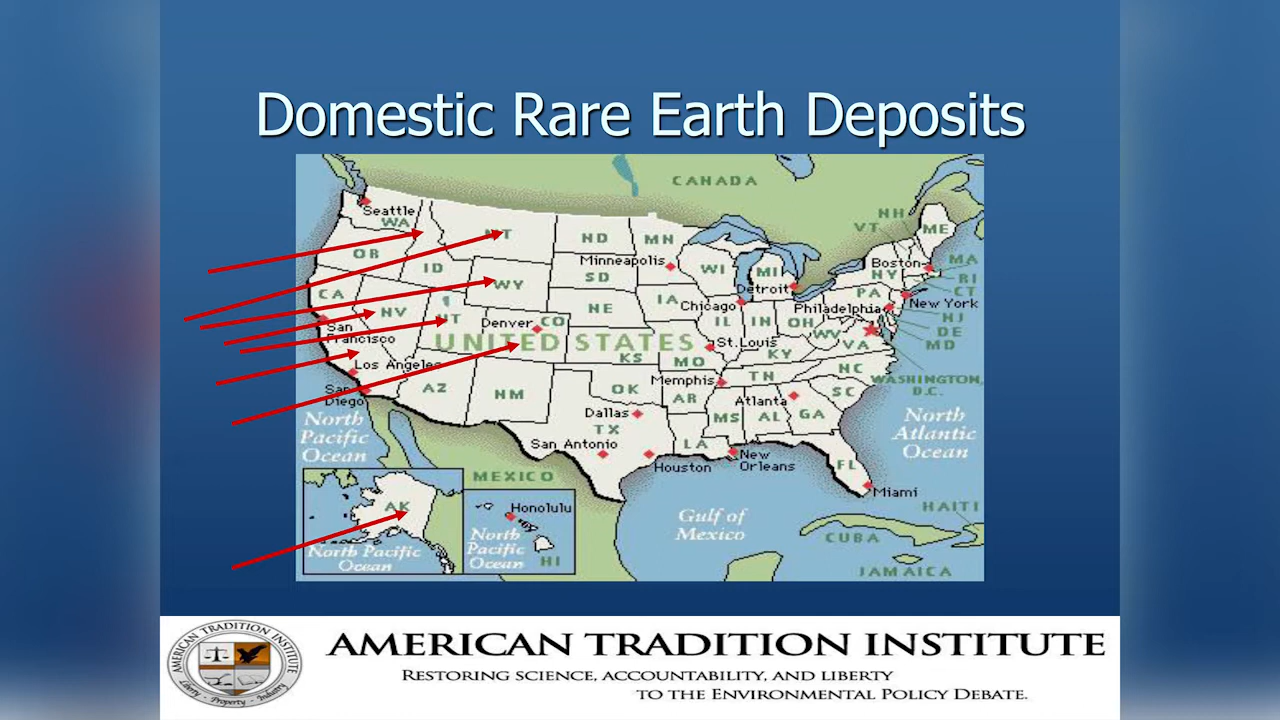 Domestic Rare Earth Deposits
CANADA
Seattle
WA
NH
VT
ME
MT
ND
MN
OR
Minneapolis
Boston
MA
ID
SD
WI
MI
NY
RI
WY
Detroit
CT
CA
NE
IA
Chicago
PA
New York
NV
UT
Denver
CO
IL
IN
OH
Philadelphia
NJ
San
Francisco
WV
DE
UNITED STATES
St. Louis
VA
MD
KS
MO
KY
Los Angeles
NC
San
Diego
AZ
NM
OK
Memphis
TN
WASHINGTON,
D.C.
AR
Atlanta
SC
North
Pacific
Ocean
Dallas
TX
MS
AL
GA
North
Atlantic
Ocean
San Antonio
LA
Houston
New
Orleans
FL
MEXICO
Miami
AK
Honolulu
Gulf of
Mexico
HAITI
North Pacific
Ocean
North
Pacific
Ocean
HI
CUBA
JAMAICA
AMERICAN TRADITION INSTITUTE
Liberty - Property - Industry
AMERICAN TRADITION INSTITUTE
RESTORING SCIENCE, ACCOUNTABILITY, AND LIBERTY
TO THE ENVIRONMENTAL POLICY DEBATE.